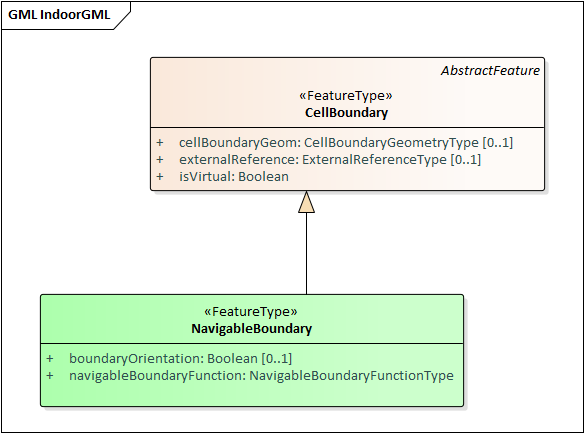 GML IndoorGML
AbstractFeature
«FeatureType»
CellBoundary
+ cellBoundaryGeom: CellBoundaryGeometryType [0..1]
+ externalReference: ExternalReferenceType [0..1]
+ isVirtual: Boolean
«FeatureType»
NavigableBoundary
+ boundaryOrientation: Boolean [0..1]
+ navigableBoundaryFunction: NavigableBoundaryFunctionType